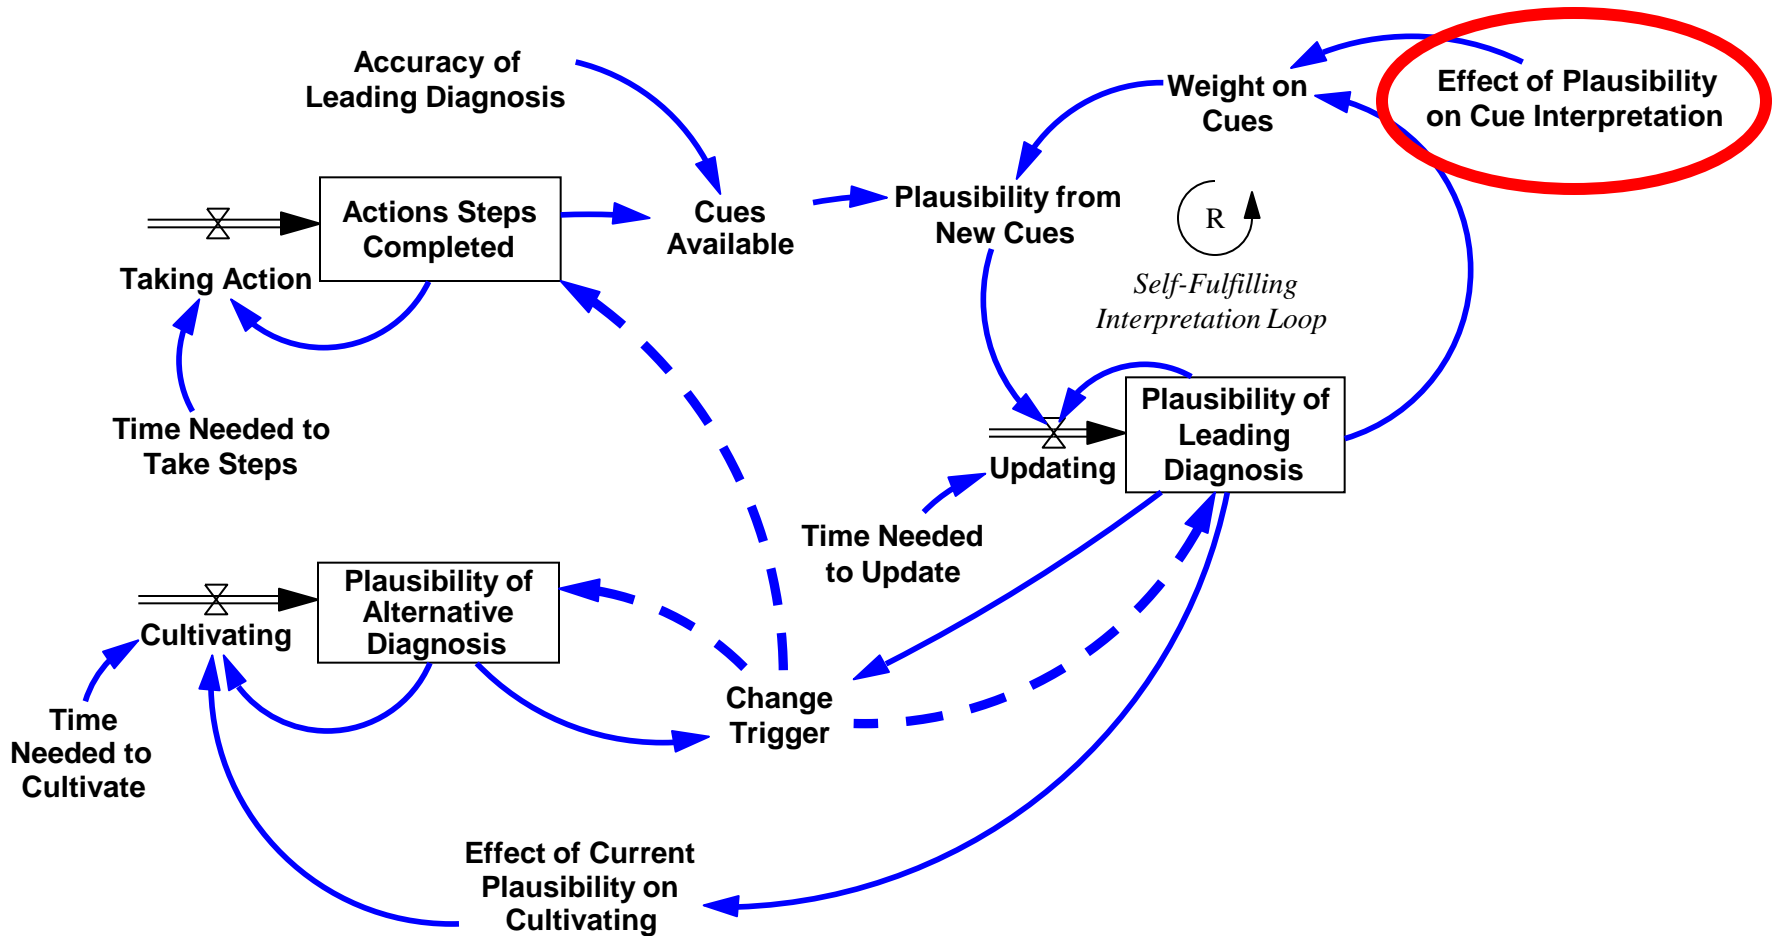 Accuracy of
Leading Diagnosis
Weight on
Cues
Effect of Plausibility
on Cue Interpretation
Actions Steps
Completed
Cues
Available
Plausibility from
New Cues
R
Taking Action
Self-Fulfilling
Interpretation Loop
Time Needed to
Take Steps
Plausibility of
Leading
Diagnosis
Updating
Time Needed
to Update
Plausibility of
Alternative
Diagnosis
Cultivating
Change
Trigger
Time
Needed to
Cultivate
Effect of Current
Plausibility on
Cultivating